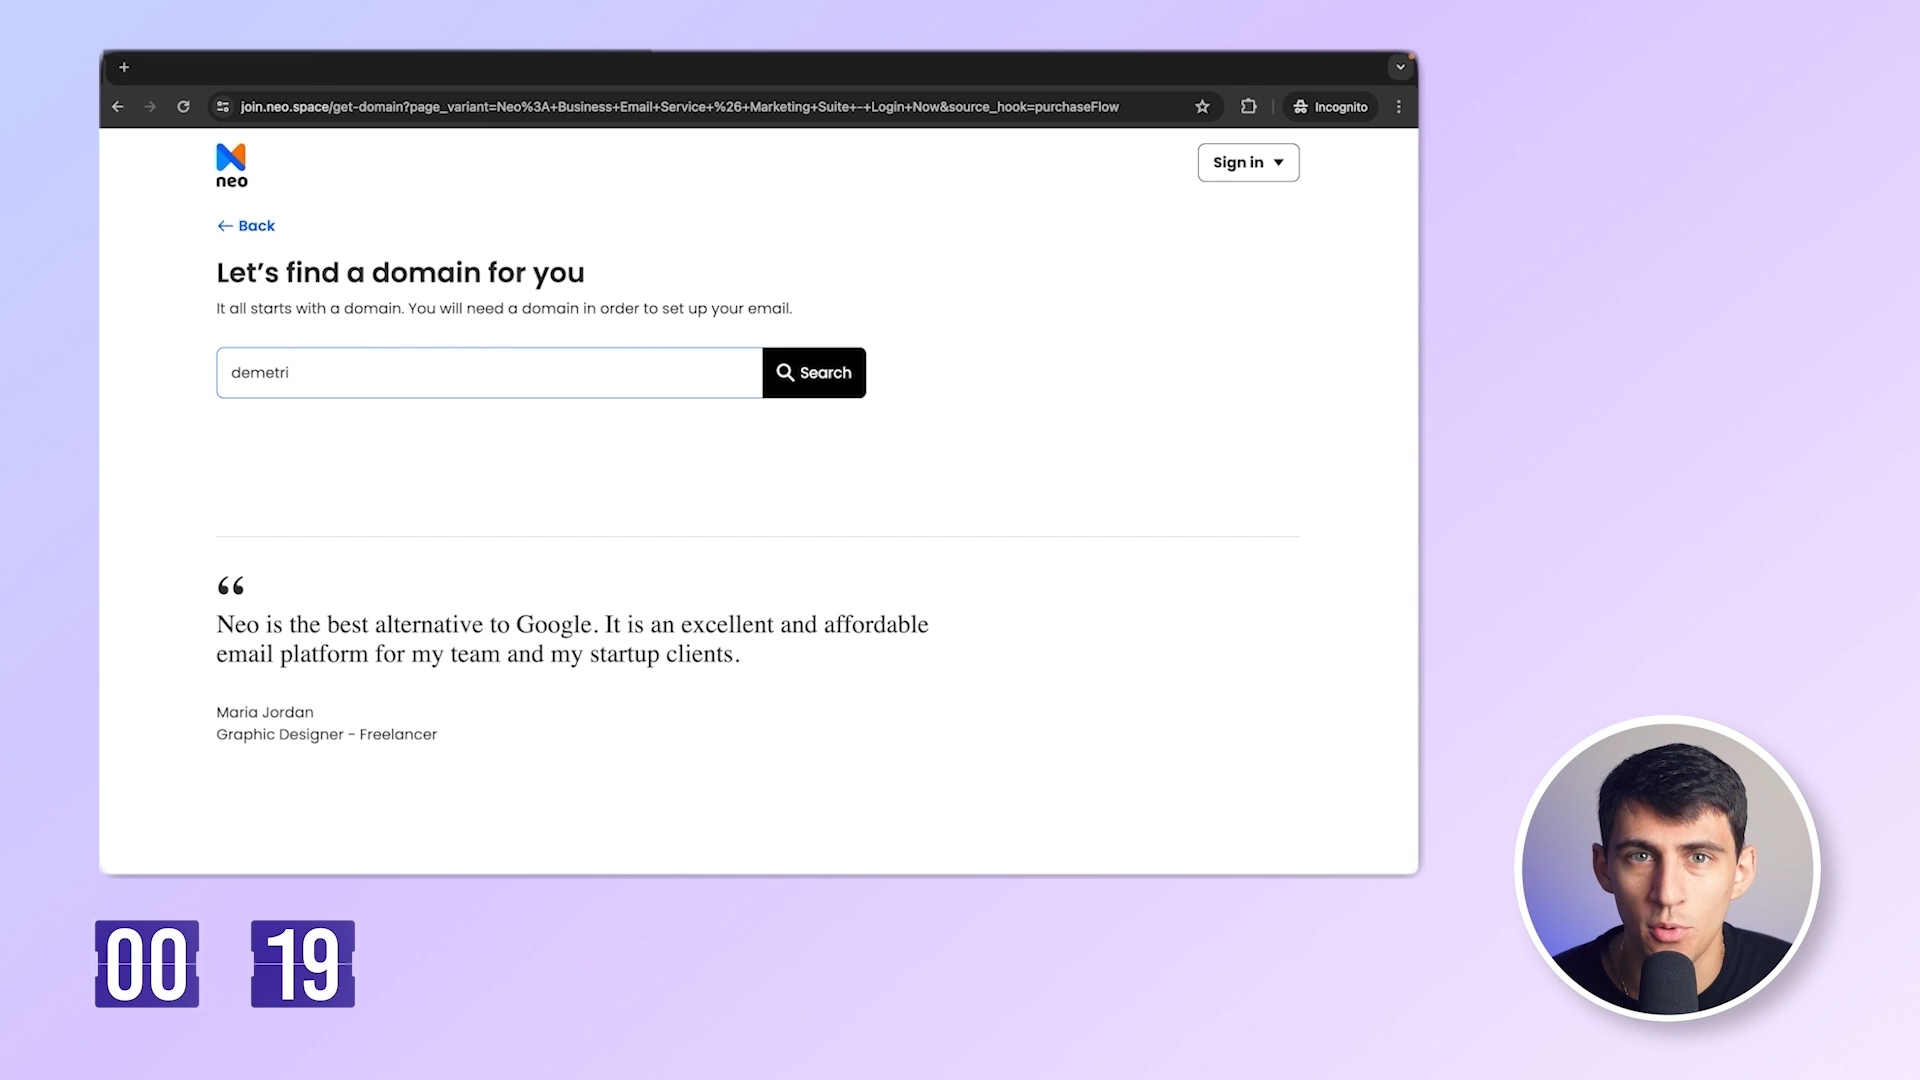 join.neo.space/get-domain?page_variant=Neo%3A+Business+Email+Service+%26+Marketing+Suite+-+Login+Now&source_hook=purchaseFlow
Incognito
neo
Sign in
Back
Let’s find a domain for you
It all starts with a domain. You will need a domain in order to set up your email.
demetri
Search
“
Neo is the best alternative to Google. It is an excellent and affordable
email platform for my team and my startup clients.
Maria Jordan
Graphic Designer - Freelancer
00 19